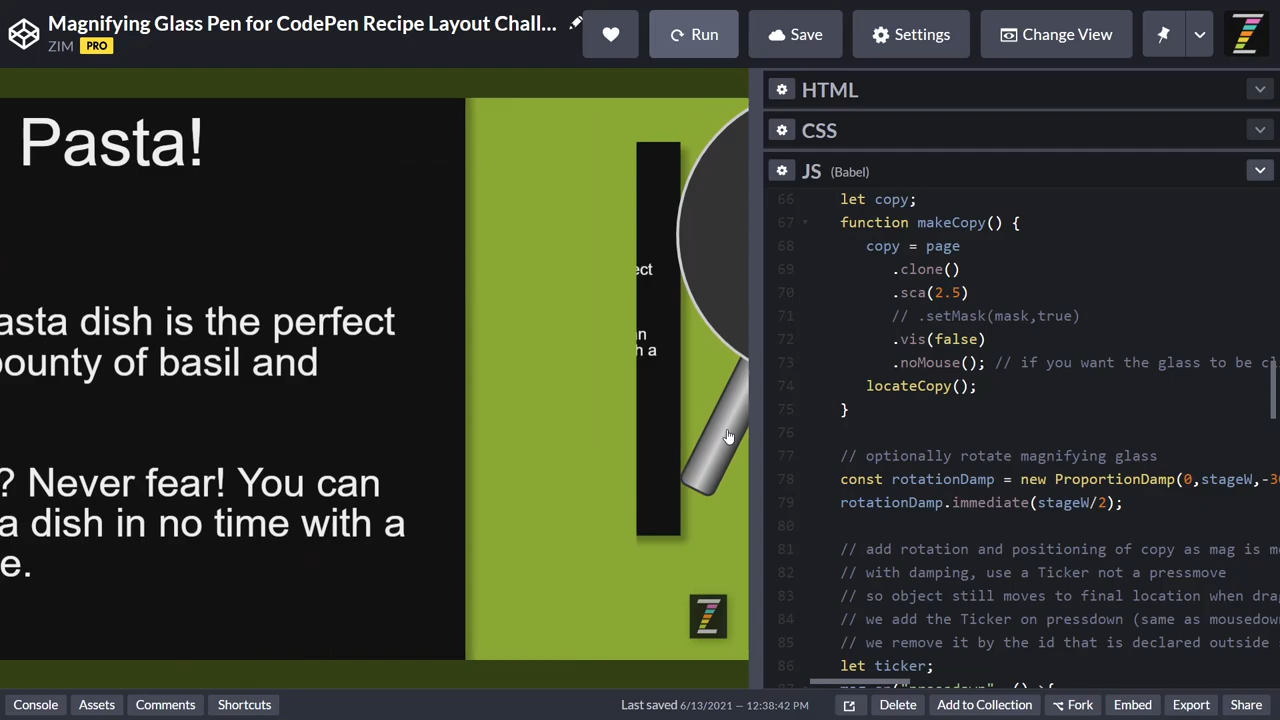 Magnifying Glass Pen for CodePen Recipe Layout Chall...
ZIM PRO
Run
Save
Settings
Change View
Pasta!
asta dish is the perfect
bounty of basil and
? Never fear! You can
a dish in no time with a
e.
ect
n
h a
HTML
CSS
JS (Babel)
66 let copy;
67 function makeCopy() {
68 copy = page
69 .clone()
70 .sca(2.5)
71 // .setMask(mask,true)
72 .vis(false)
73 .noMouse(); // if you want the glass to be c
74 locateCopy();
75 }
76
77 // optionally rotate magnifying glass
78 const rotationDamp = new ProportionDamp(0,stageW,-3
79 rotationDamp.immediate(stageW/2);
80
81 // add rotation and positioning of copy as mag is m
82 // with damping, use a Ticker not a pressmove
83 // so object still moves to final location when drag
84 // we add the Ticker on pressdown (same as mousedown
85 // we remove it by the id that is declared outside
86 let ticker;
Console
Assets
Comments
Shortcuts
Last saved 6/13/2021 — 12:38:42 PM
Delete
Add to Collection
Fork
Embed
Export
Share